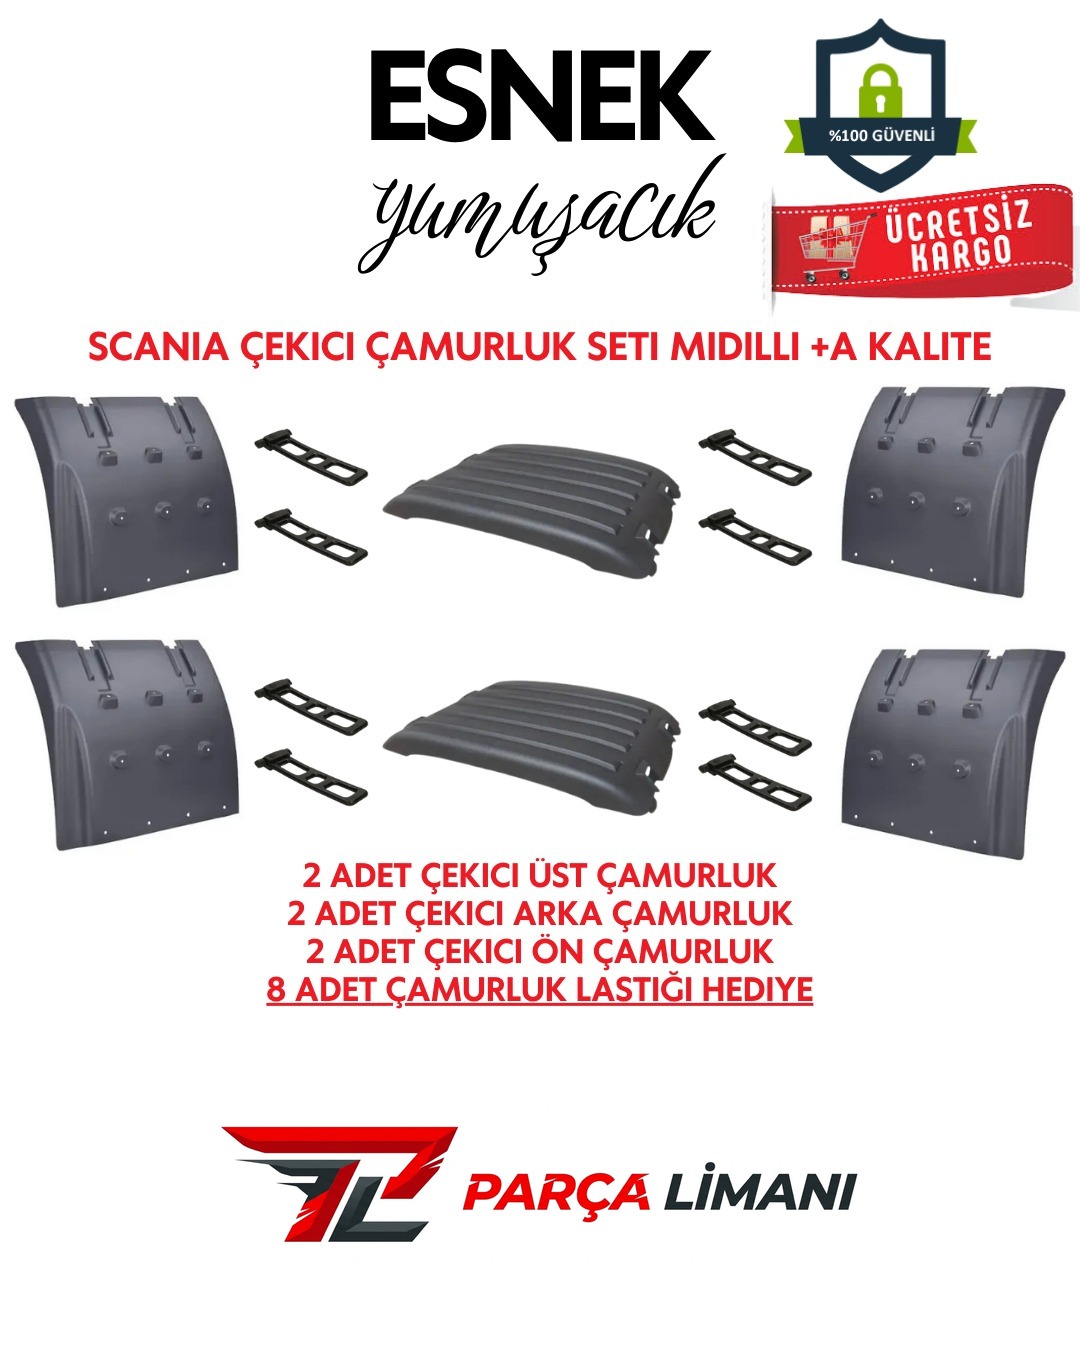 ESNEK
yumuşacık
%100 GÜVENLİ
ÜCRETSİZ
KARGO
SCANIA ÇEKICI ÇAMURLUK SETI MIDILLI +A KALITE
2 ADET ÇEKICI ÜST ÇAMURLUK
2 ADET ÇEKICI ARKA ÇAMURLUK
2 ADET ÇEKICI ÖN ÇAMURLUK
8 ADET ÇAMURLUK LASTIĞI HEDIYE
PARÇA LİMANI